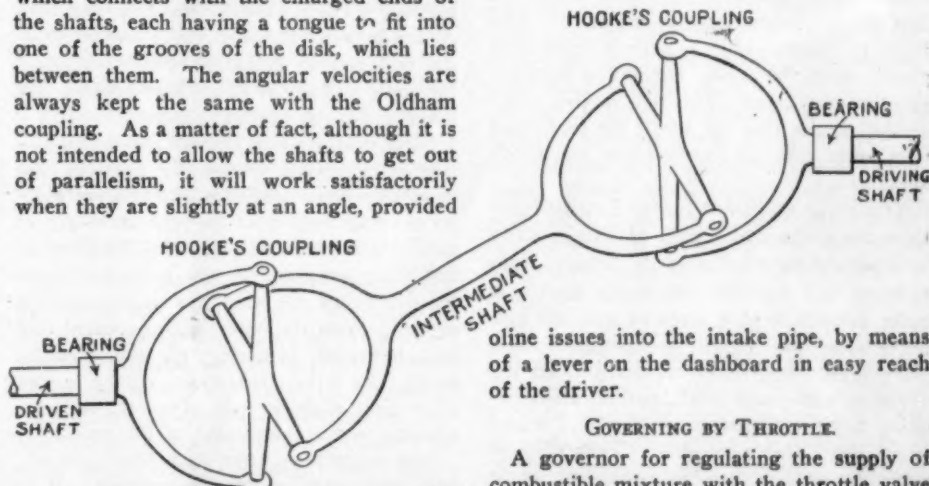 which connects with the enlarged ends of
the shafts, each having a tongue to fit into
one of the grooves of the disk, which lies
between them. The angular velocities are
always kept the same with the Oldham
coupling. As a matter of fact, although it is
not intended to allow the shafts to get out
of parallelism, it will work satisfactorily
when they are slightly at an angle, provided
HOOKE'S COUPLING
BEARING
DRIVING
SHAFT
HOOKE'S COUPLING
INTERMEDIATE
SHAFT
BEARING
DRIVEN
SHAFT
oline issues into the intake pipe, by means
of a lever on the dashboard in easy reach
of the driver.
GOVERNING BY THROTTLE.
A governor for regulating the supply of
combustible mixture with the throttle valve